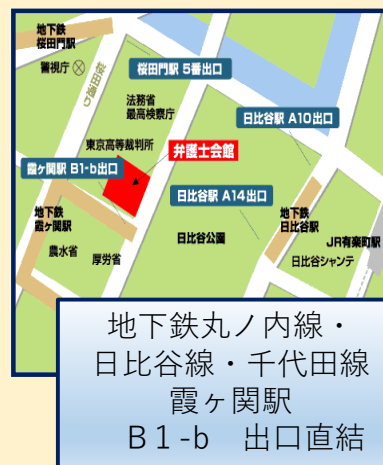 地下鉄
桜田門駅
警視庁
桜田通り
桜田門駅 5番出口
法務省
最高検察庁
日比谷駅 A10出口
東京高等裁判所
弁護士会館
霞ヶ関駅 B1-b出口
日比谷駅 A14出口
地下鉄
霞ヶ関駅
地下鉄
日比谷駅
農水省
厚労省
日比谷公園
JR有楽町駅
日比谷シャンテ
地下鉄丸ノ内線・
日比谷線・千代田線
霞ヶ関駅
B1-b 出口直結